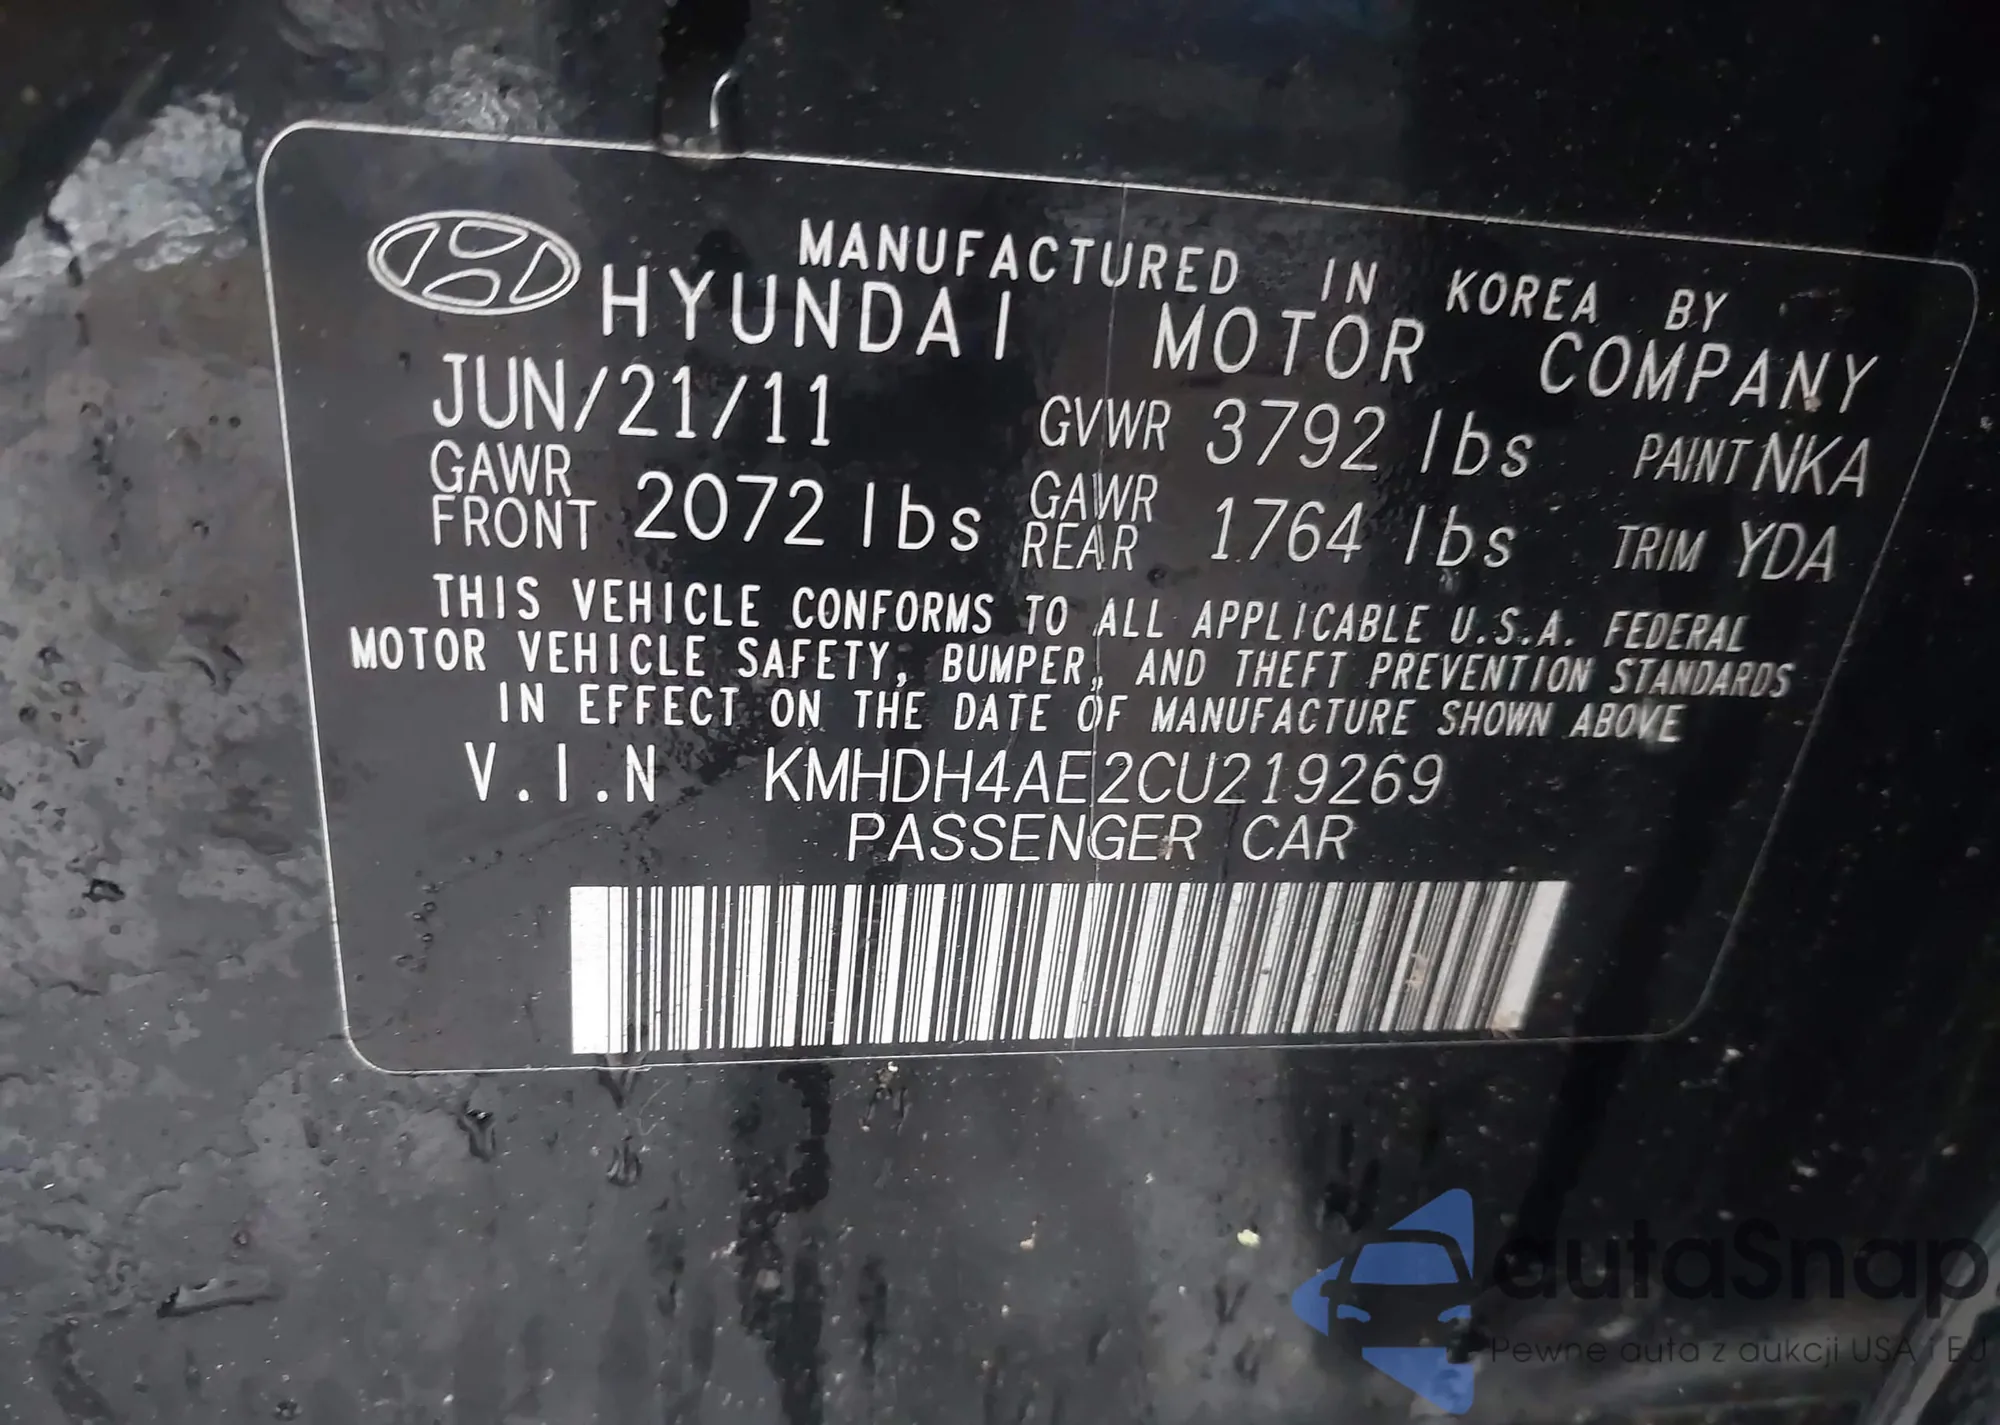 MANUFACTURED IN KOREA BY
HYUNDAI MOTOR COMPANY
JUN/21/11 GVWR 3792 lbs PAINT NKA
GAWR FRONT 2072 lbs GAWR REAR 1764 lbs TRIM YDA
THIS VEHICLE CONFORMS TO ALL APPLICABLE U.S.A. FEDERAL
MOTOR VEHICLE SAFETY, BUMPER, AND THEFT PREVENTION STANDARDS
IN EFFECT ON THE DATE OF MANUFACTURE SHOWN ABOVE
V.I.N KMHDH4AE2CU219269
PASSENGER CAR
autaSnap
Pewne auta z aukcji USA i EU